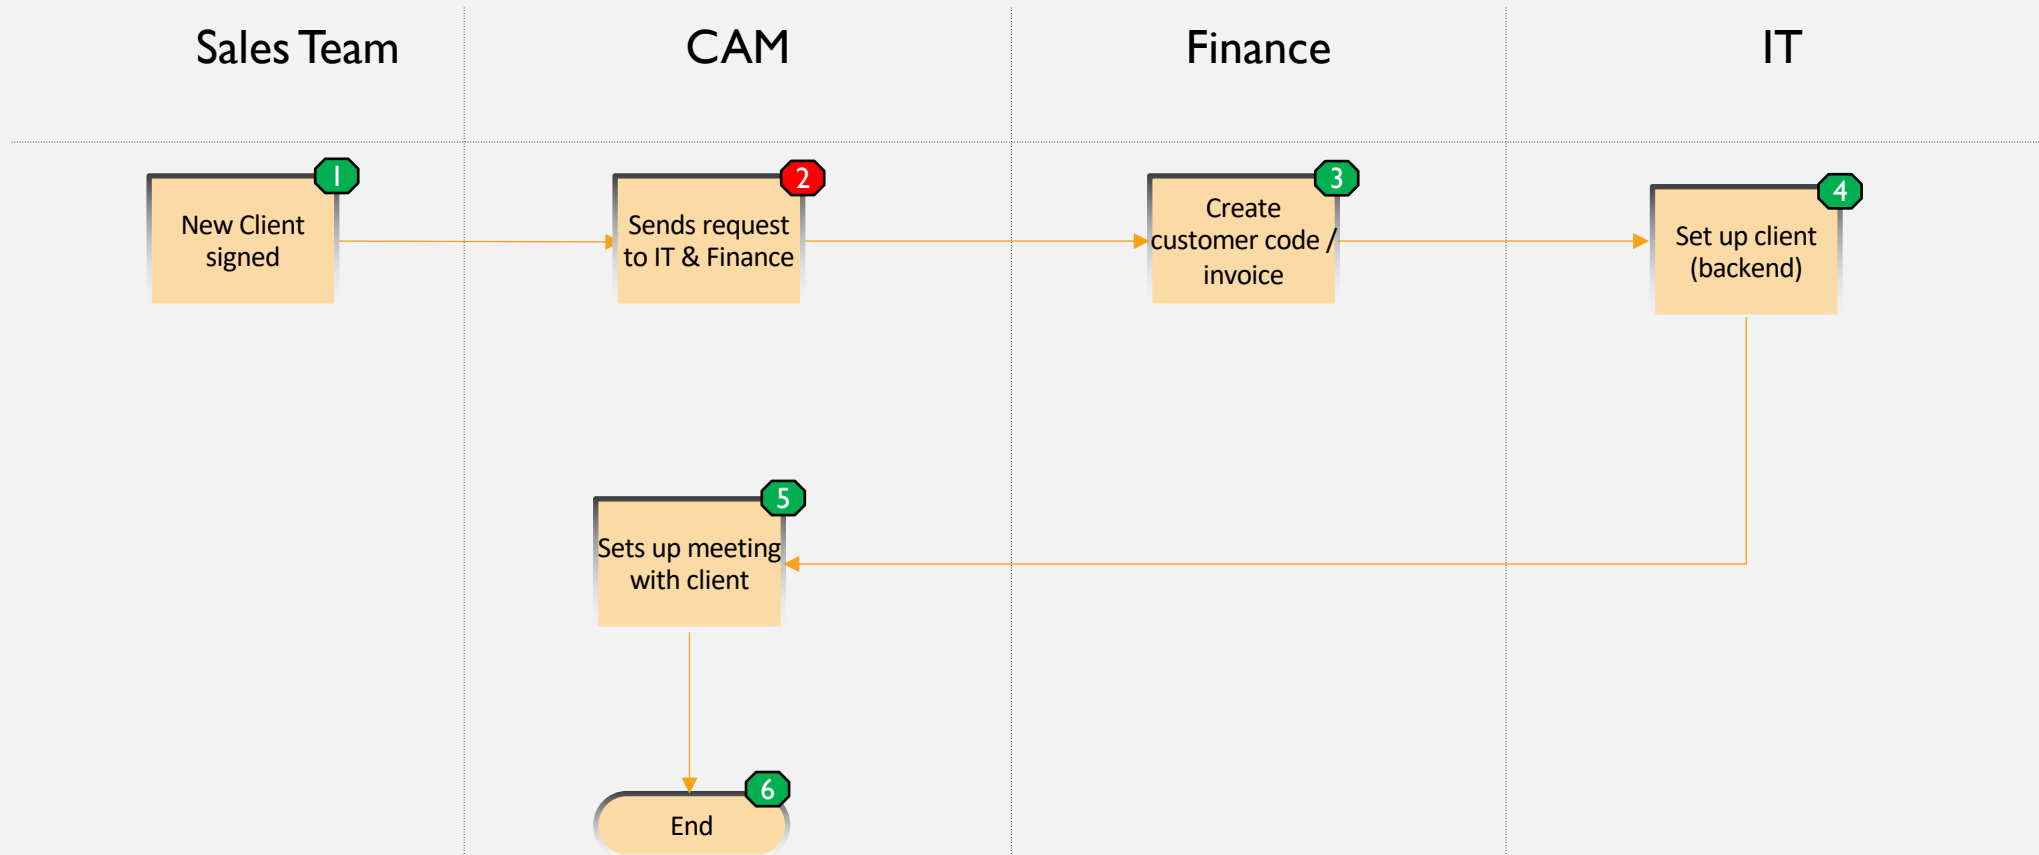 Sales Team
CAM
Finance
IT
1
New Client
signed
2
Sends request
to IT & Finance
3
Create
customer code /
invoice
4
Set up client
(backend)
5
Sets up meeting
with client
6
End